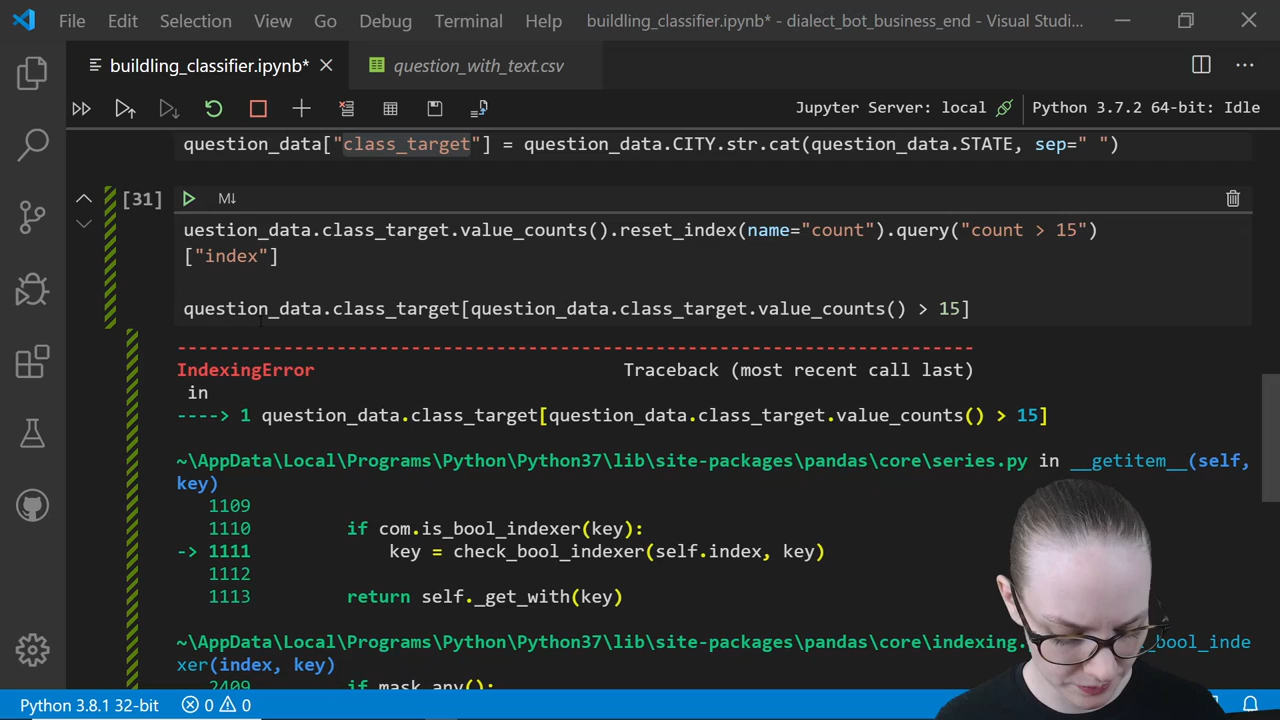 File Edit Selection View Go Debug Terminal Help buildling_classifier.ipynb* - dialect_bot_business_end - Visual Studi...
buildling_classifier.ipynb* question_with_text.csv
Jupyter Server: local Python 3.7.2 64-bit: Idle
question_data["class_target"] = question_data.CITY.str.cat(question_data.STATE, sep=" ")
[31] M↓
uestion_data.class_target.value_counts().reset_index(name="count").query("count > 15")
["index"]
question_data.class_target[question_data.class_target.value_counts() > 15]
---------------------------------------------------------------------------
IndexingError Traceback (most recent call last)
in
----> 1 question_data.class_target[question_data.class_target.value_counts() > 15]
~\AppData\Local\Programs\Python\Python37\lib\site-packages\pandas\core\series.py in __getitem__(self,
key)
1109
1110 if com.is_bool_indexer(key):
-> 1111 key = check_bool_indexer(self.index, key)
1112
1113 return self._get_with(key)
~\AppData\Local\Programs\Python\Python37\lib\site-packages\pandas\core\indexing. _bool_inde
xer(index, key)
2409 if mask.any():
Python 3.8.1 32-bit 0 0